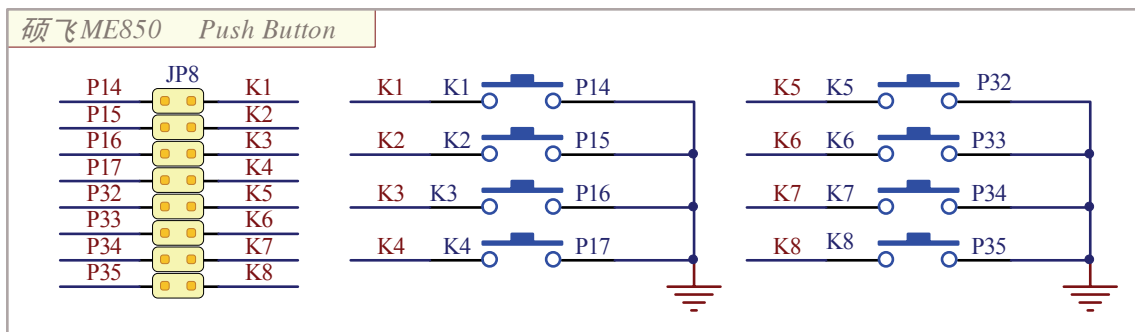 硕飞ME850 Push Button
JP8
P14 K1
P15 K2
P16 K3
P17 K4
P32 K5
P33 K6
P34 K7
P35 K8
K1 K1 P14
K2 K2 P15
K3 K3 P16
K4 K4 P17
K5 K5 P32
K6 K6 P33
K7 K7 P34
K8 K8 P35